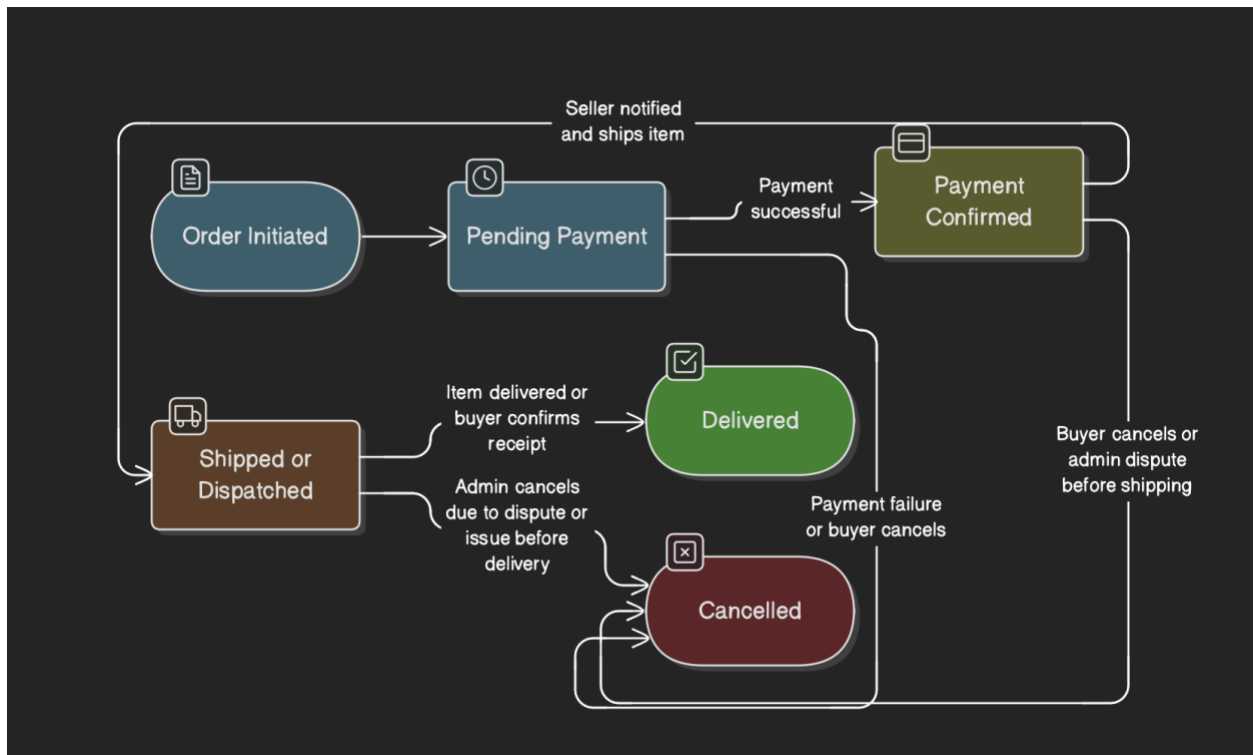 Seller notified
and ships item
Order Initiated
Pending Payment
Payment
successful
Payment
Confirmed
Shipped or
Dispatched
Item delivered or
buyer confirms
receipt
Delivered
Admin cancels
due to dispute or
issue before
delivery
Cancelled
Payment failure
or buyer cancels
Buyer cancels or
admin dispute
before shipping